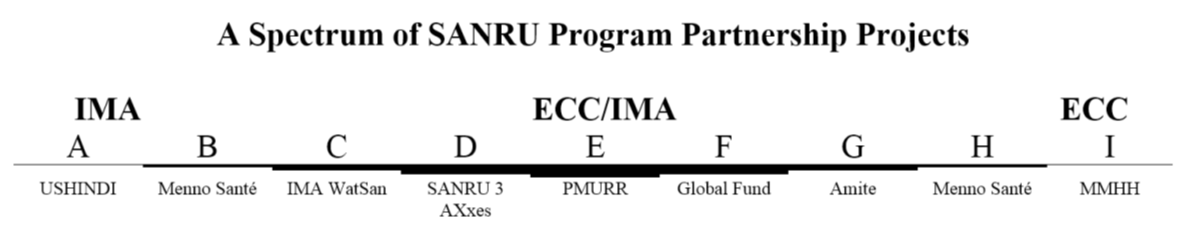 A Spectrum of SANRU Program Partnership Projects
IMA ECC/IMA ECC
A B C D E F G H I
USHINDI Menno Santé IMA WatSan SANRU 3 PMURR Global Fund Amite Menno Santé MMHH
AXxes